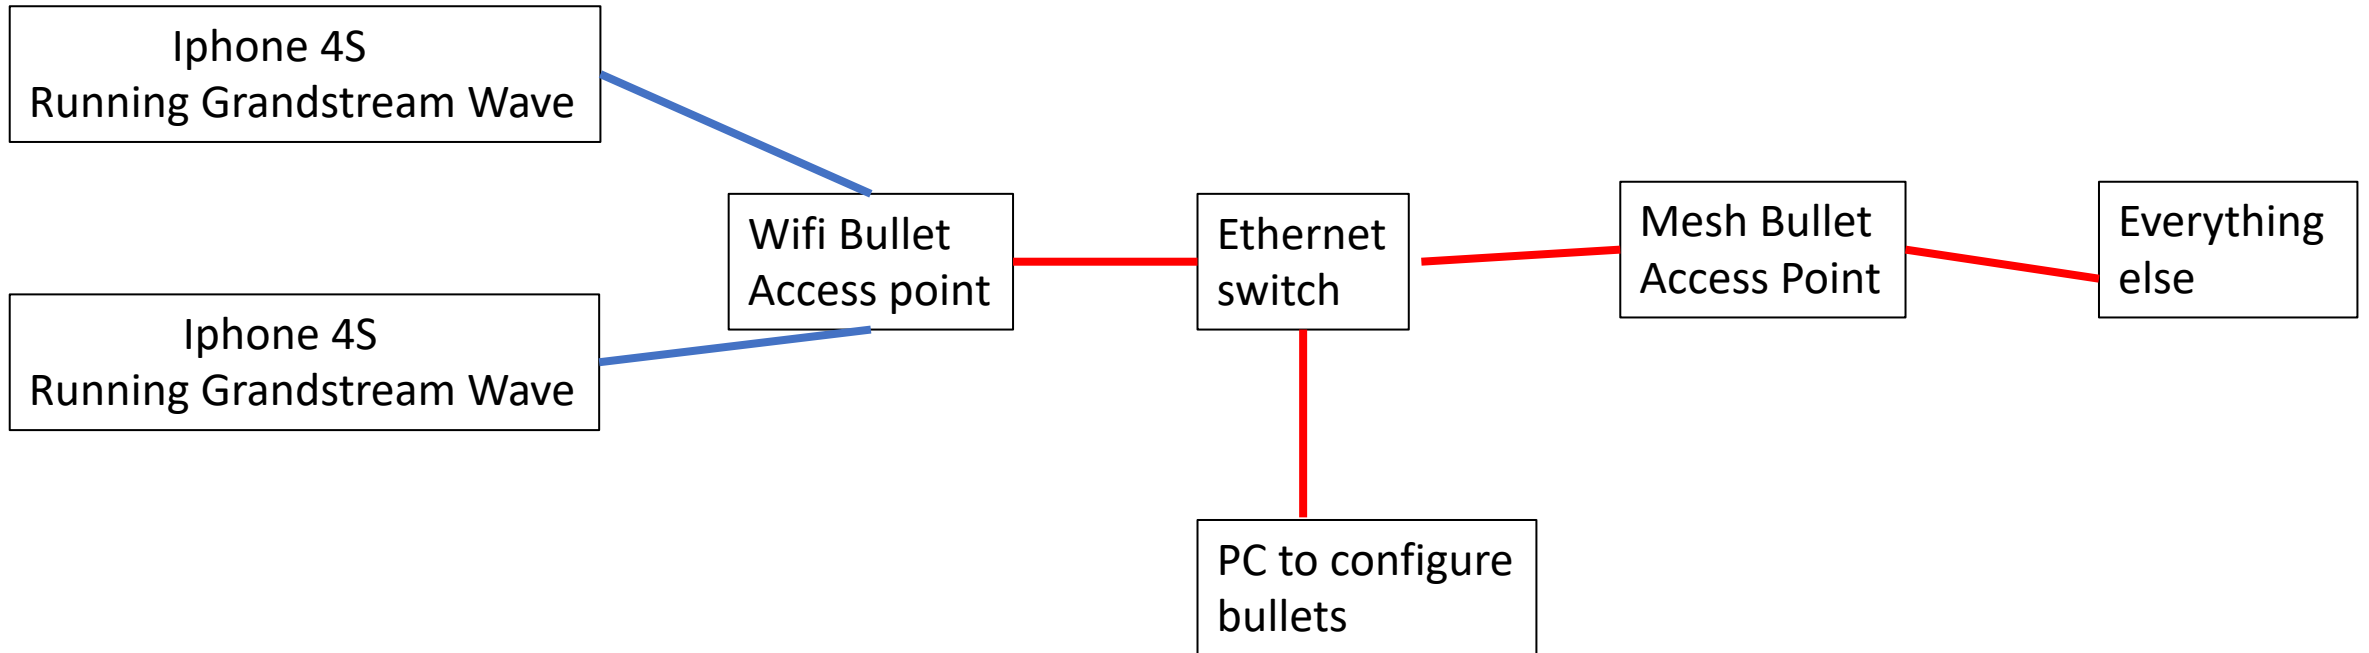 Iphone 4S
Running Grandstream Wave
Iphone 4S
Running Grandstream Wave
Wifi Bullet
Access point
Ethernet
switch
Mesh Bullet
Access Point
Everything
else
PC to configure
bullets